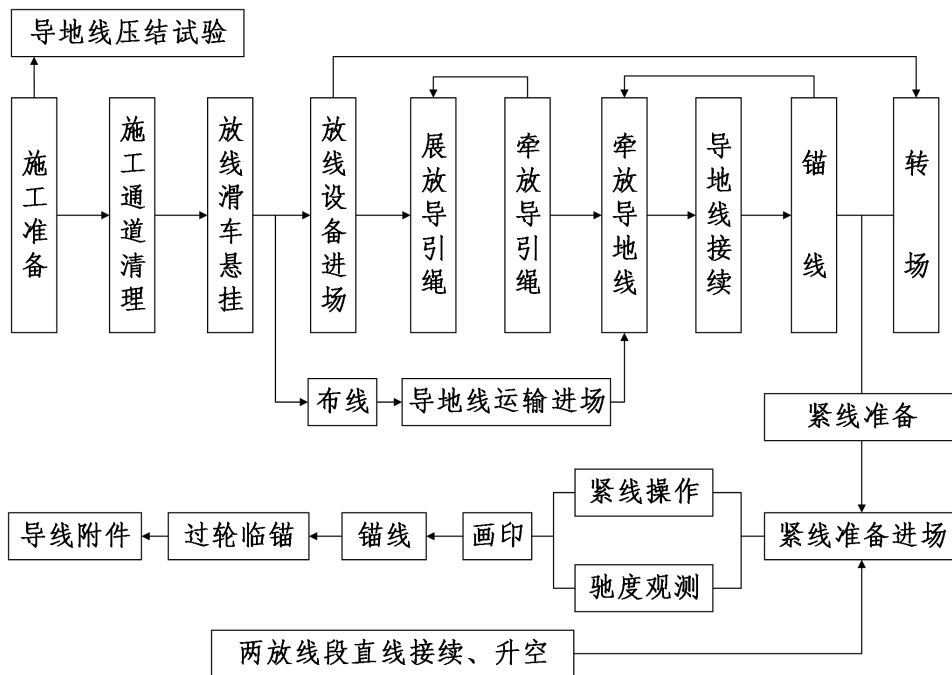 导地线压结试验
施工准备
施工通道清理
放线滑车悬挂
放线设备进场
展放导引绳
牵放导引绳
牵放导地线
导地线接续
锚线
转场
布线
导地线运输进场
紧线准备
紧线操作
导线附件
过轮临锚
锚线
画印
紧线准备进场
驰度观测
两放线段直线接续、升空